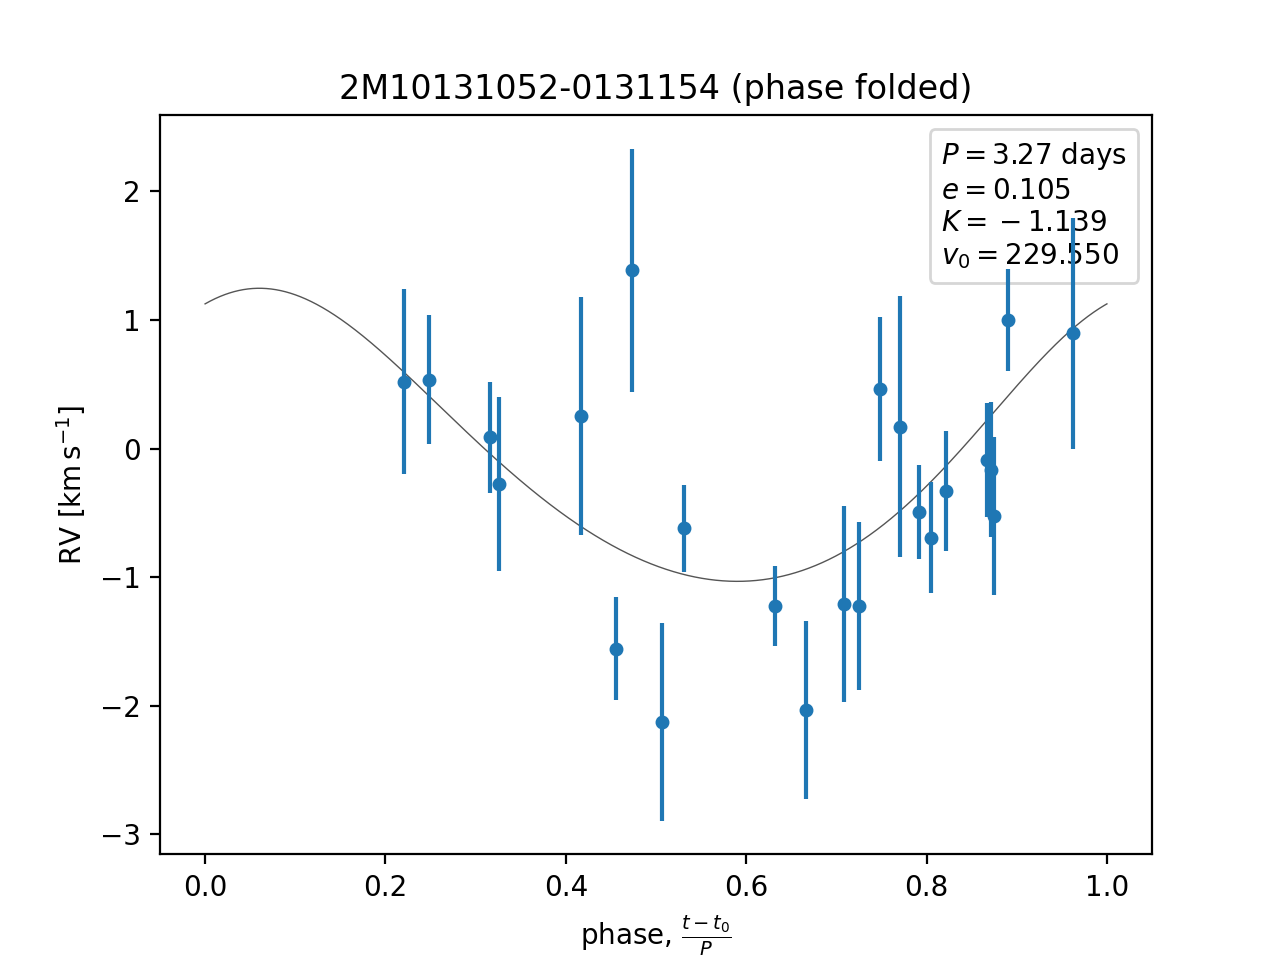 2M10131052-0131154 (phase folded)
P = 3.27 days
e = 0.105
K = −1.139
v₀ = 229.550
RV [km s⁻¹]
2
1
0
−1
−2
−3
0.0 0.2 0.4 0.6 0.8 1.0
phase, (t − t₀)/P